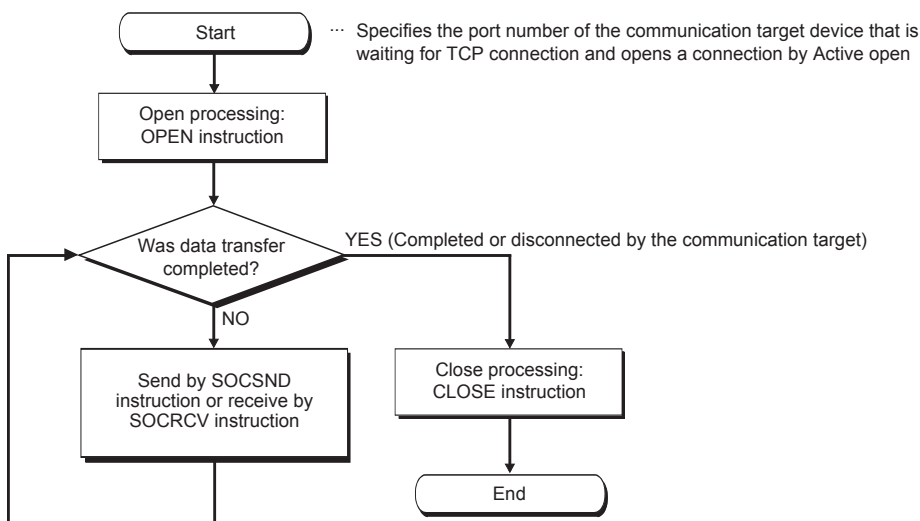 Start
... Specifies the port number of the communication target device that is
waiting for TCP connection and opens a connection by Active open
Open processing:
OPEN instruction
Was data transfer
completed?
YES (Completed or disconnected by the communication target)
NO
Send by SOCSND
instruction or receive by
SOCRCV instruction
Close processing:
CLOSE instruction
End